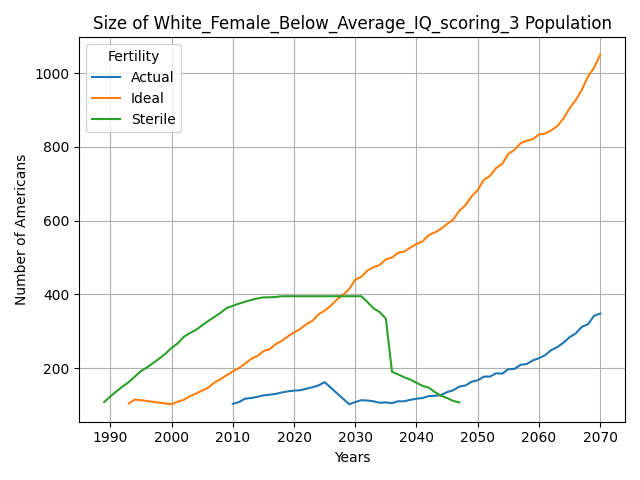 Size of White_Female_Below_Average_IQ_scoring_3 Population
Fertility
Actual
Ideal
Sterile
Number of Americans
1000
800
600
400
200
1990 2000 2010 2020 2030 2040 2050 2060 2070
Years